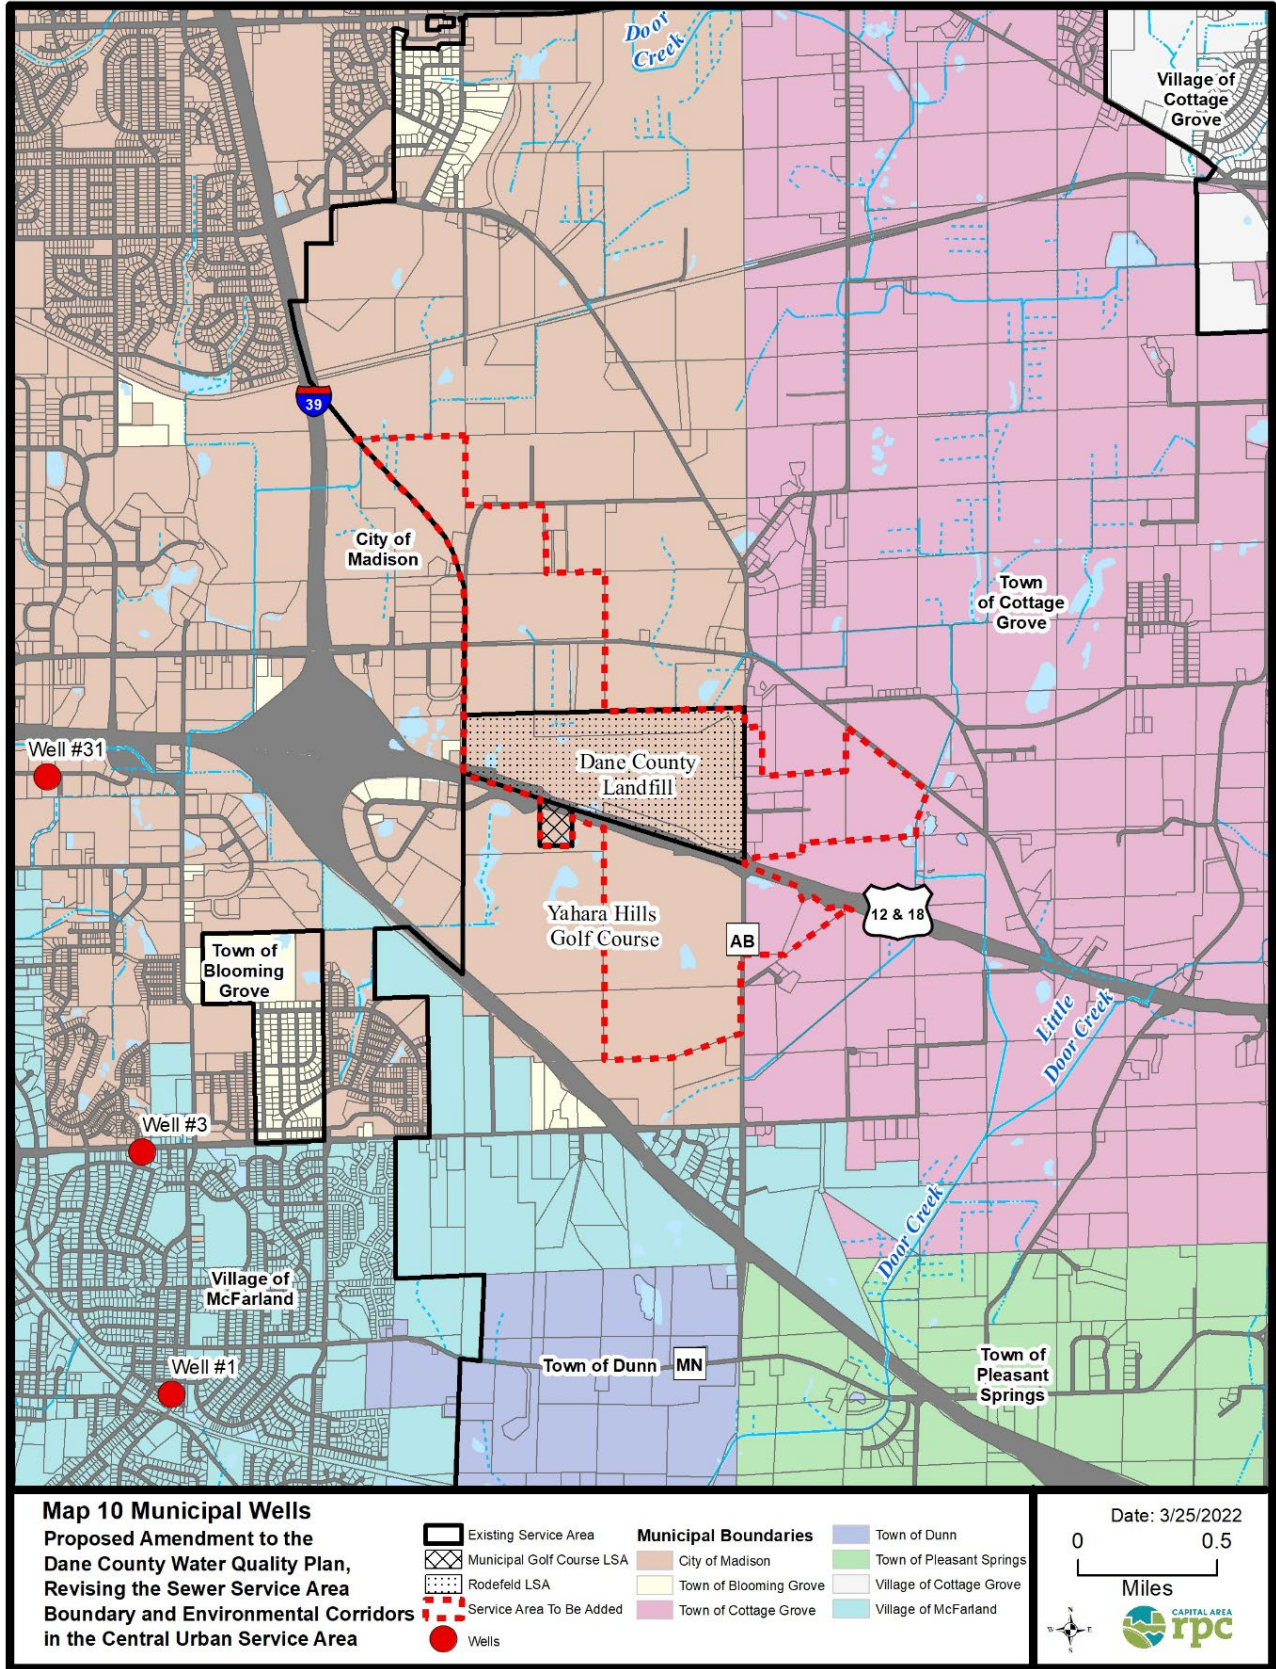 Door
Creek
Village of
Cottage
Grove
39
City of
Madison
Town
of Cottage
Grove
Well #31
Dane County
Landfill
12 & 18
Yahara Hills
Golf Course
AB
Town of
Blooming
Grove
Little
Door Creek
Well #3
Door Creek
Village of
McFarland
Well #1
Town of Dunn
MN
Town of
Pleasant
Springs
Map 10 Municipal Wells
Proposed Amendment to the
Dane County Water Quality Plan,
Revising the Sewer Service Area
Boundary and Environmental Corridors
in the Central Urban Service Area
Existing Service Area
Municipal Golf Course LSA
Rodefeld LSA
Service Area To Be Added
Wells
Municipal Boundaries
City of Madison
Town of Blooming Grove
Town of Cottage Grove
Town of Dunn
Town of Pleasant Springs
Village of Cottage Grove
Village of McFarland
Date: 3/25/2022
0 0.5
Miles
N
W E
S
CAPITAL AREA
rpc